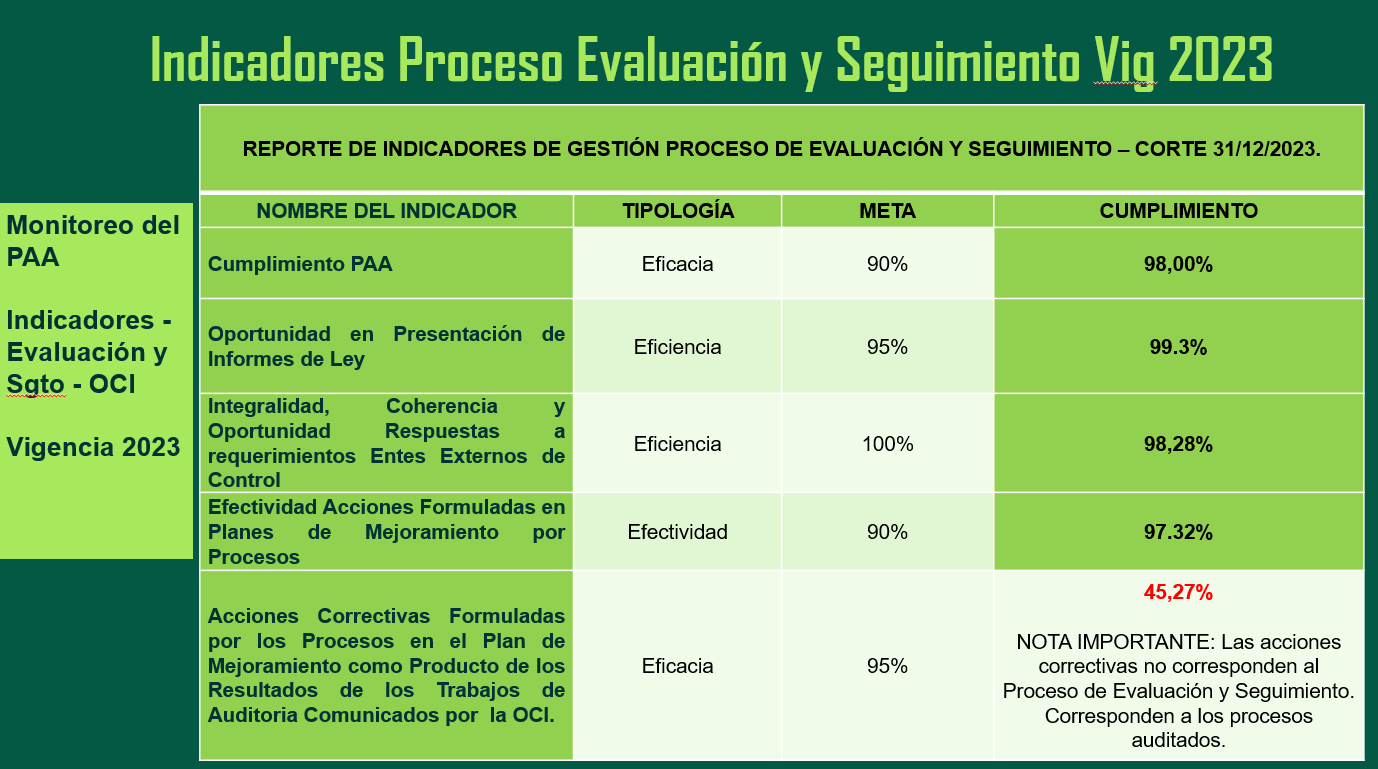 Indicadores Proceso Evaluación y Seguimiento Vig 2023
Monitoreo del
PAA
Indicadores -
Evaluación y
Sgto - OCI
Vigencia 2023
REPORTE DE INDICADORES DE GESTIÓN PROCESO DE EVALUACIÓN Y SEGUIMIENTO – CORTE 31/12/2023.
NOMBRE DEL INDICADOR TIPOLOGÍA META CUMPLIMIENTO
Cumplimiento PAA Eficacia 90% 98,00%
Oportunidad en Presentación de
Informes de Ley
Eficiencia 95% 99.3%
Integralidad, Coherencia y
Oportunidad Respuestas a
requerimientos Entes Externos de
Control
Eficiencia 100% 98,28%
Efectividad Acciones Formuladas en
Planes de Mejoramiento por
Procesos
Efectividad 90% 97.32%
Acciones Correctivas Formuladas
por los Procesos en el Plan de
Mejoramiento como Producto de los
Resultados de los Trabajos de
Auditoria Comunicados por la OCI.
Eficacia 95%
45,27%
NOTA IMPORTANTE: Las acciones
correctivas no corresponden al
Proceso de Evaluación y Seguimiento.
Corresponden a los procesos
auditados.